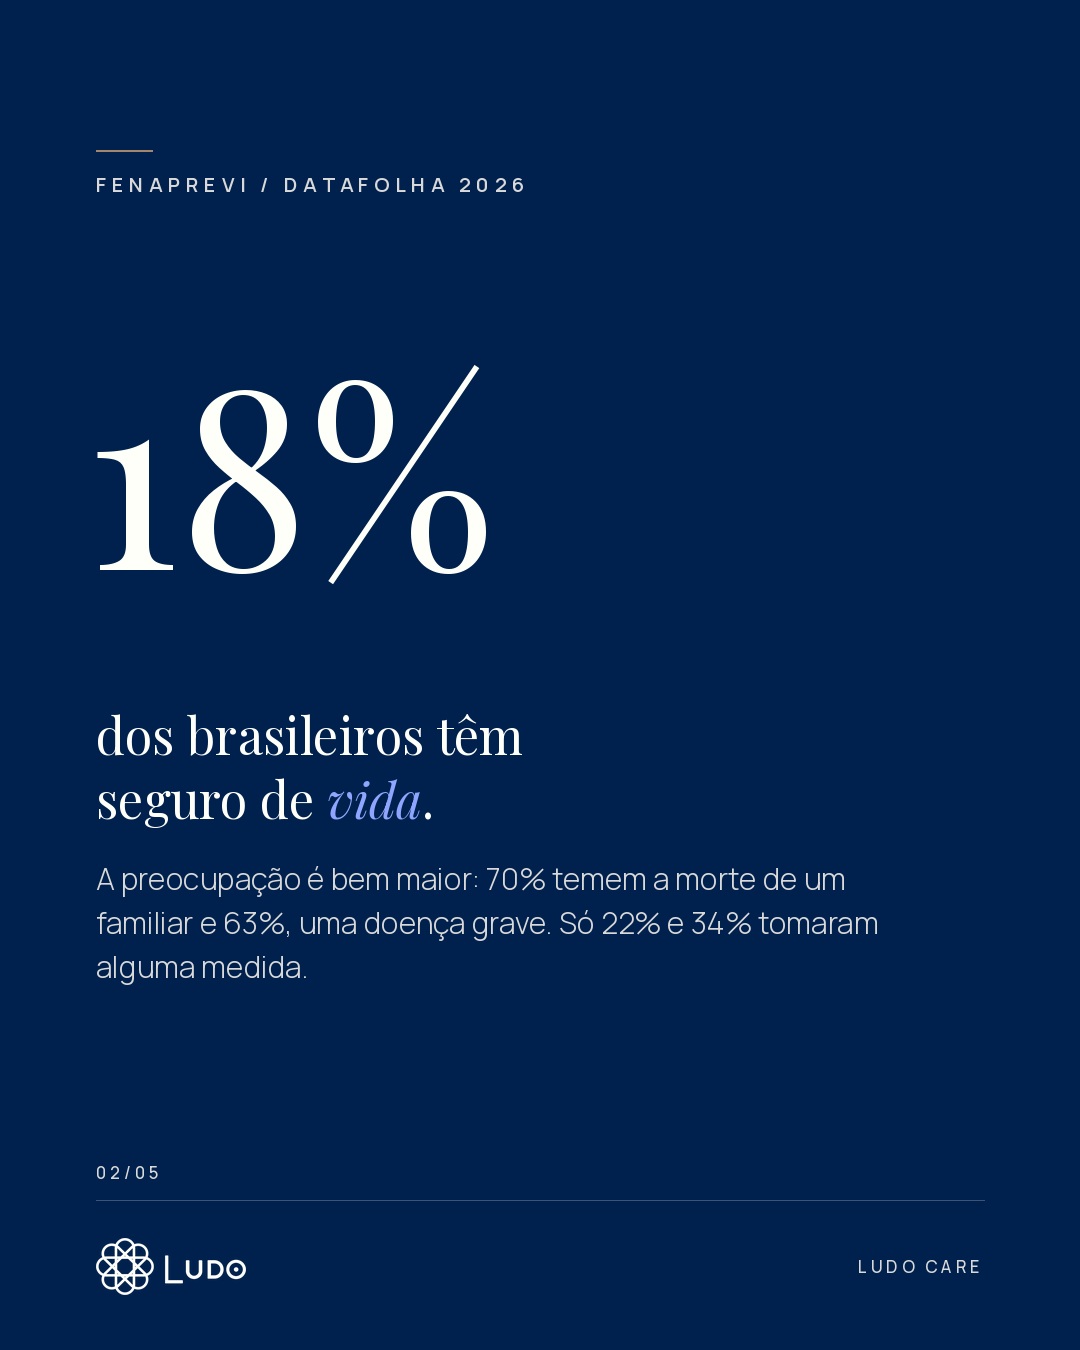 FENAPREVI / DATAFOLHA 2026
18%
dos brasileiros têm
seguro de vida.
A preocupação é bem maior: 70% temem a morte de um
familiar e 63%, uma doença grave. Só 22% e 34% tomaram
alguma medida.
02/05
LUDO
LUDO CARE